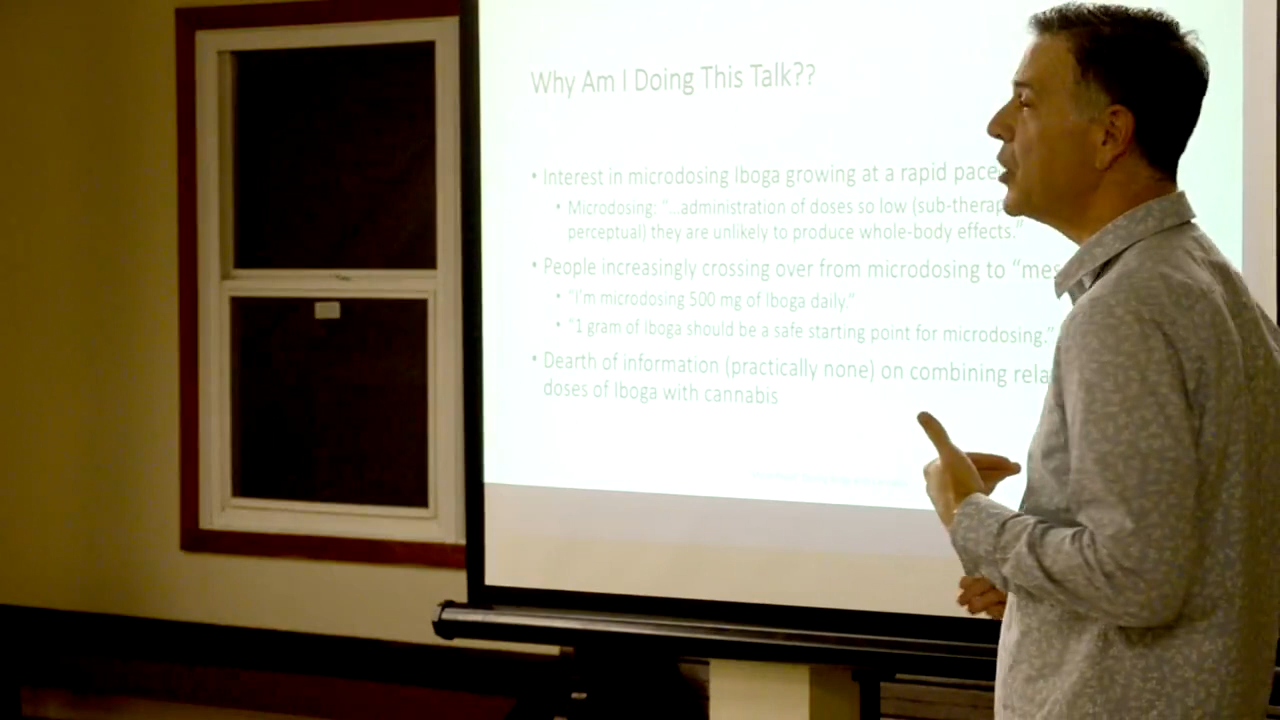 Why Am I Doing This Talk??
• Interest in microdosing Iboga growing at a rapid pace
• Microdosing: “...administration of doses so low (sub-therap
perceptual) they are unlikely to produce whole-body effects.”
• People increasingly crossing over from microdosing to “mes
• “I'm microdosing 500 mg of Iboga daily.”
• “1 gram of Iboga should be a safe starting point for microdosing.”
• Dearth of information (practically none) on combining rela
doses of Iboga with cannabis